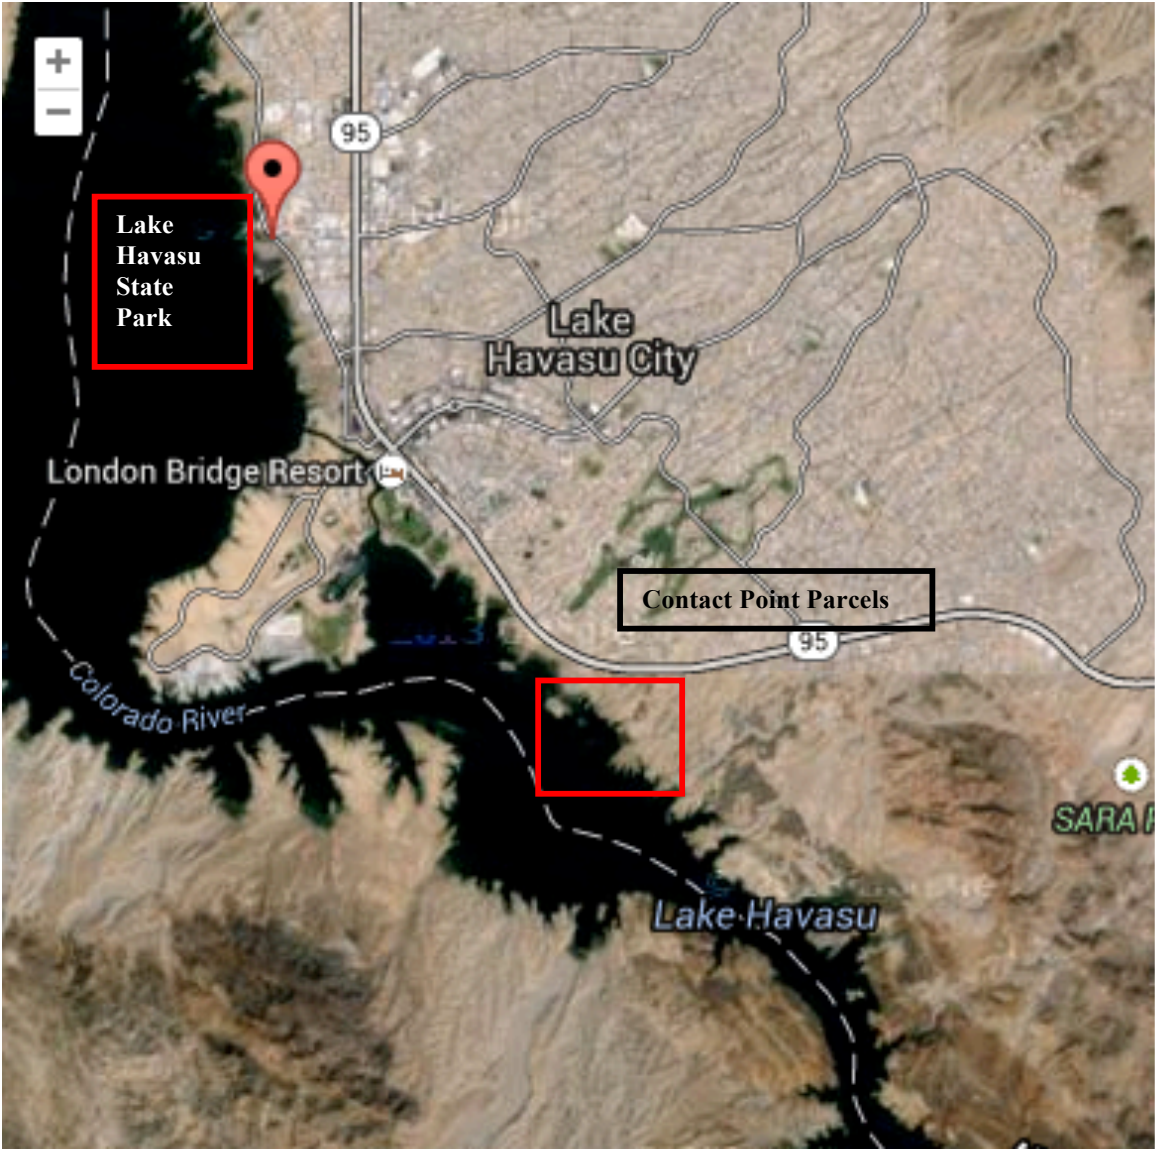 +
95
−
Lake
Havasu
State
Park
Lake
Havasu City
London Bridge Resort
Contact Point Parcels
95
Colorado River
SARA
Lake Havasu